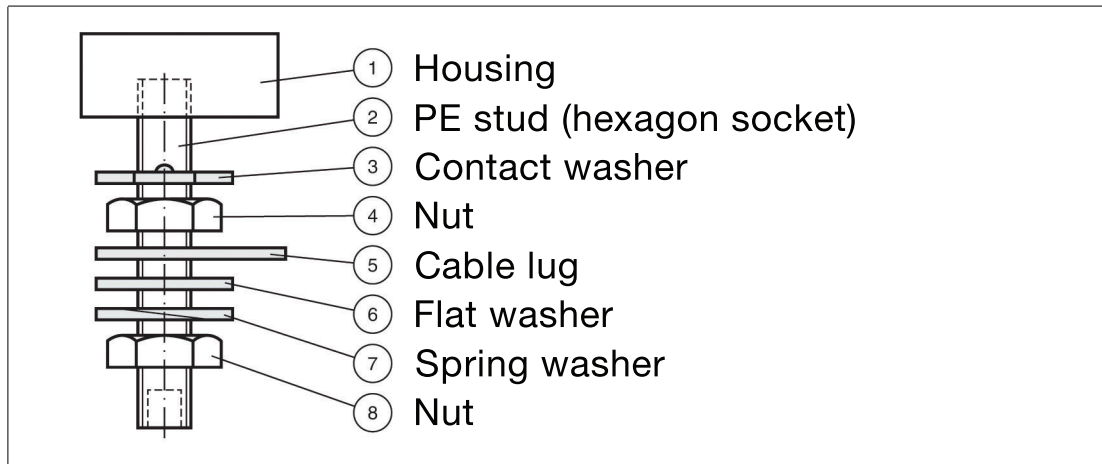 1 Housing
2 PE stud (hexagon socket)
3 Contact washer
4 Nut
5 Cable lug
6 Flat washer
7 Spring washer
8 Nut